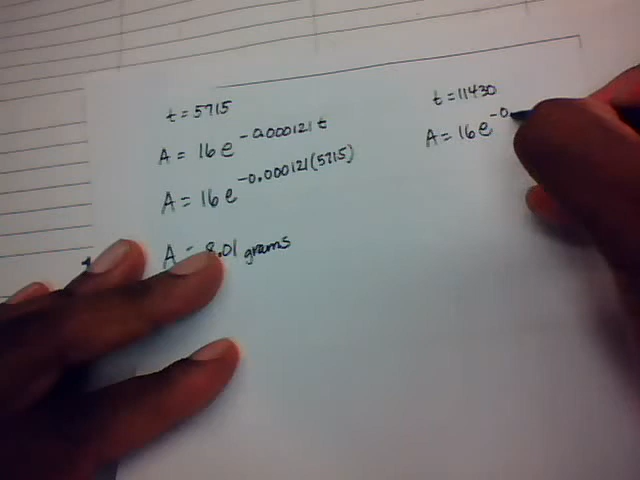 t = 5715
A = 16e^-0.000121t
A = 16e^-0.000121(5715)
A = 8.01 grams
t = 11430
A = 16e^-0